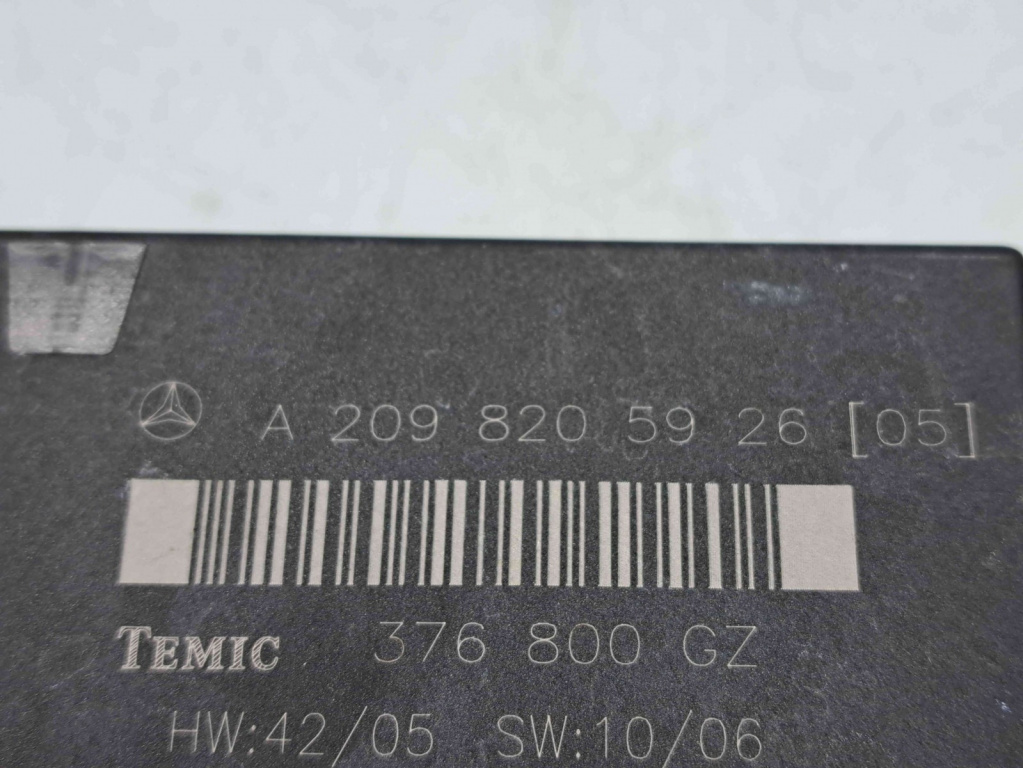 A 209 820 59 26 [05]
TEMIC 376 800 GZ
HW:42/05 SW:10/06